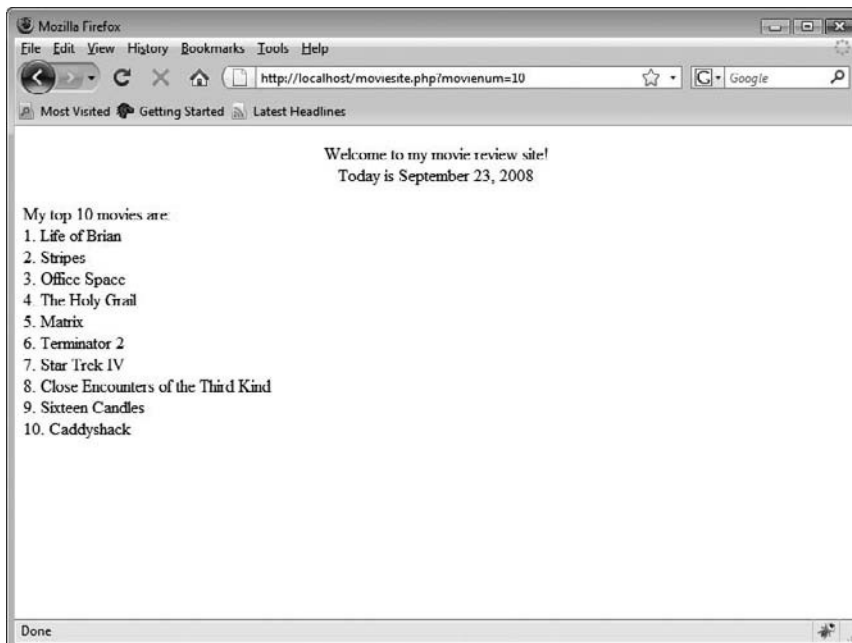 Mozilla Firefox
File Edit View History Bookmarks Tools Help
http://localhost/moviesite.php?movienum=10
G Google
Most Visited Getting Started Latest Headlines
Welcome to my movie review site!
Today is September 23, 2008
My top 10 movies are:
1. Life of Brian
2. Stripes
3. Office Space
4. The Holy Grail
5. Matrix
6. Terminator 2
7. Star Trek IV
8. Close Encounters of the Third Kind
9. Sixteen Candles
10. Caddyshack
Done